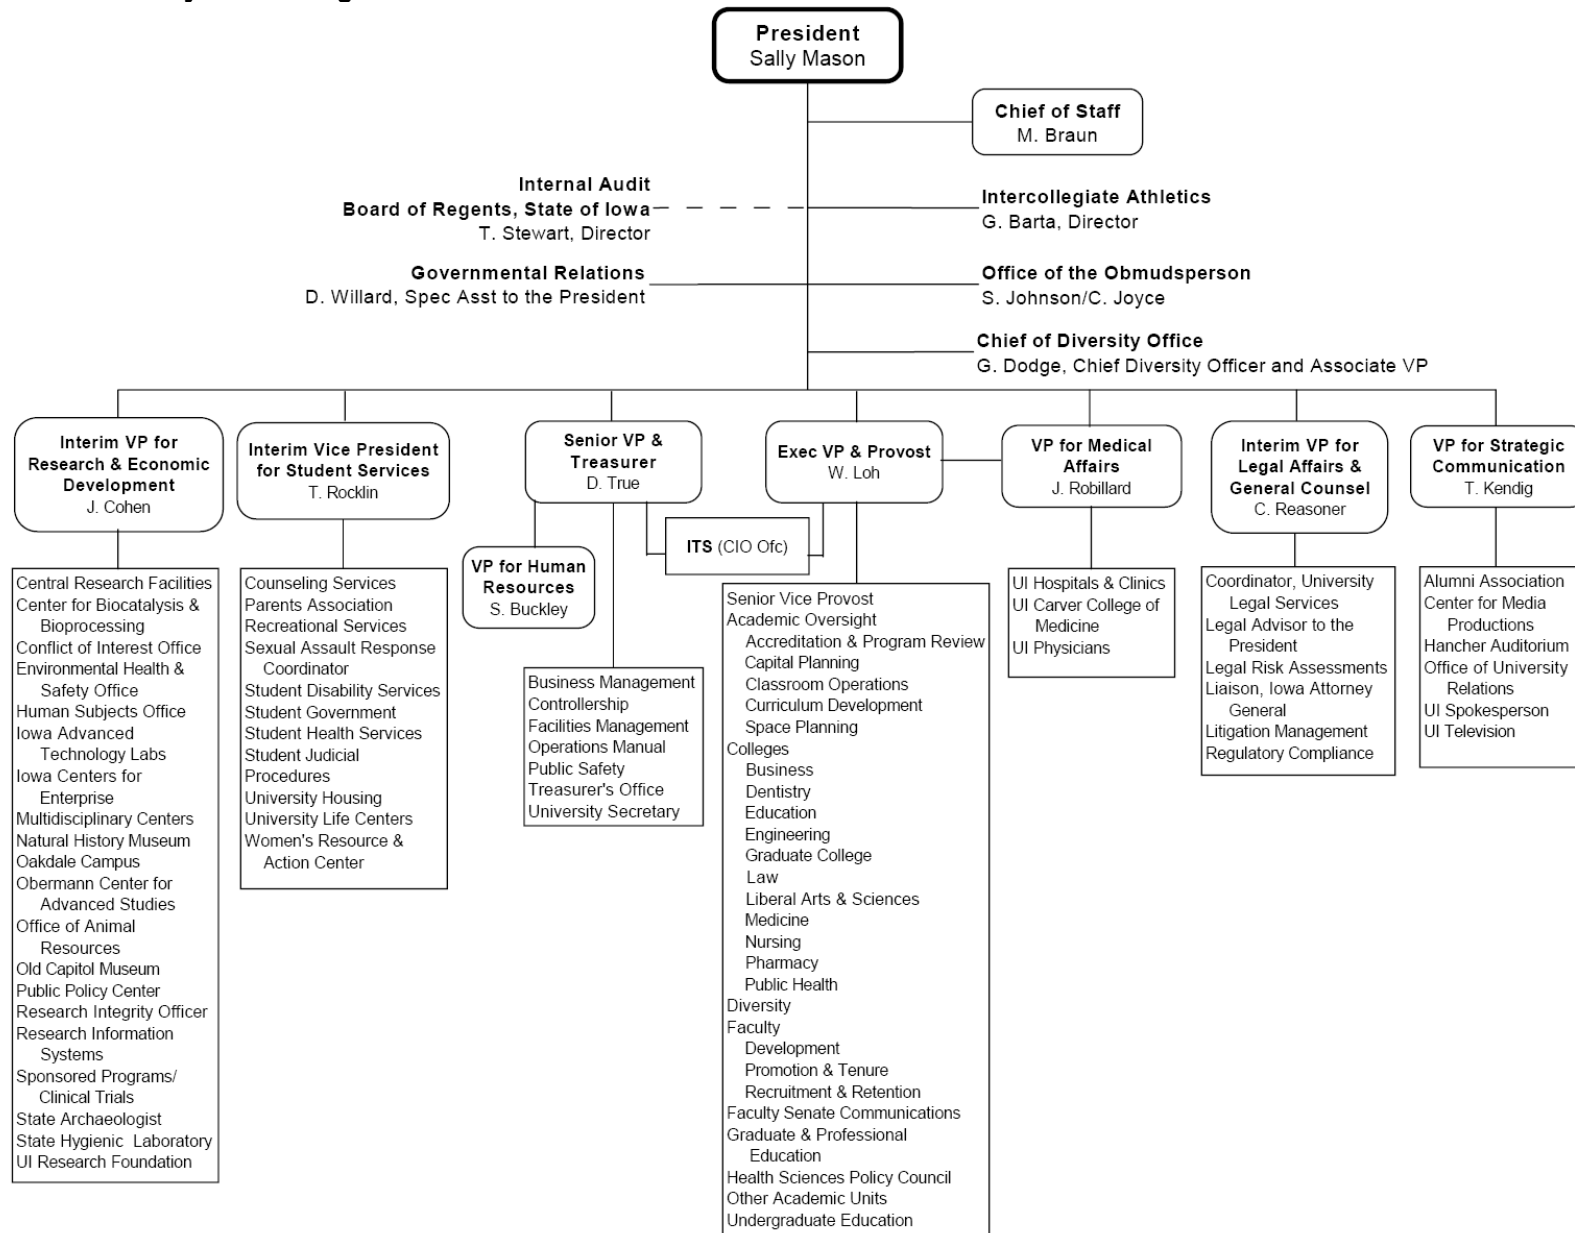 President
Sally Mason
Chief of Staff
M. Braun
Internal Audit
Board of Regents, State of Iowa
T. Stewart, Director
Intercollegiate Athletics
G. Barta, Director
Governmental Relations
D. Willard, Spec Asst to the President
Office of the Obmudsperson
S. Johnson/C. Joyce
Chief of Diversity Office
G. Dodge, Chief Diversity Officer and Associate VP
Interim VP for
Research & Economic
Development
J. Cohen
Interim Vice President
for Student Services
T. Rocklin
Senior VP &
Treasurer
D. True
Exec VP & Provost
W. Loh
VP for Medical
Affairs
J. Robillard
Interim VP for
Legal Affairs &
General Counsel
C. Reasoner
VP for Strategic
Communication
T. Kendig
VP for Human
Resources
S. Buckley
ITS (CIO Ofc)
Central Research Facilities
Center for Biocatalysis &
Bioprocessing
Conflict of Interest Office
Environmental Health &
Safety Office
Human Subjects Office
Iowa Advanced
Technology Labs
Iowa Centers for
Enterprise
Multidisciplinary Centers
Natural History Museum
Oakdale Campus
Obermann Center for
Advanced Studies
Office of Animal
Resources
Old Capitol Museum
Public Policy Center
Research Integrity Officer
Research Information
Systems
Sponsored Programs/
Clinical Trials
State Archaeologist
State Hygienic Laboratory
UI Research Foundation
Counseling Services
Parents Association
Recreational Services
Sexual Assault Response
Coordinator
Student Disability Services
Student Government
Student Health Services
Student Judicial
Procedures
University Housing
University Life Centers
Women's Resource &
Action Center
Business Management
Controllership
Facilities Management
Operations Manual
Public Safety
Treasurer's Office
University Secretary
Senior Vice Provost
Academic Oversight
Accreditation & Program Review
Capital Planning
Classroom Operations
Curriculum Development
Space Planning
Colleges
Business
Dentistry
Education
Engineering
Graduate College
Law
Liberal Arts & Sciences
Medicine
Nursing
Pharmacy
Public Health
Diversity
Faculty
Development
Promotion & Tenure
Recruitment & Retention
Faculty Senate Communications
Graduate & Professional
Education
Health Sciences Policy Council
Other Academic Units
Undergraduate Education
UI Hospitals & Clinics
UI Carver College of
Medicine
UI Physicians
Coordinator, University
Legal Services
Legal Advisor to the
President
Legal Risk Assessments
Liaison, Iowa Attorney
General
Litigation Management
Regulatory Compliance
Alumni Association
Center for Media
Productions
Hancher Auditorium
Office of University
Relations
UI Spokesperson
UI Television